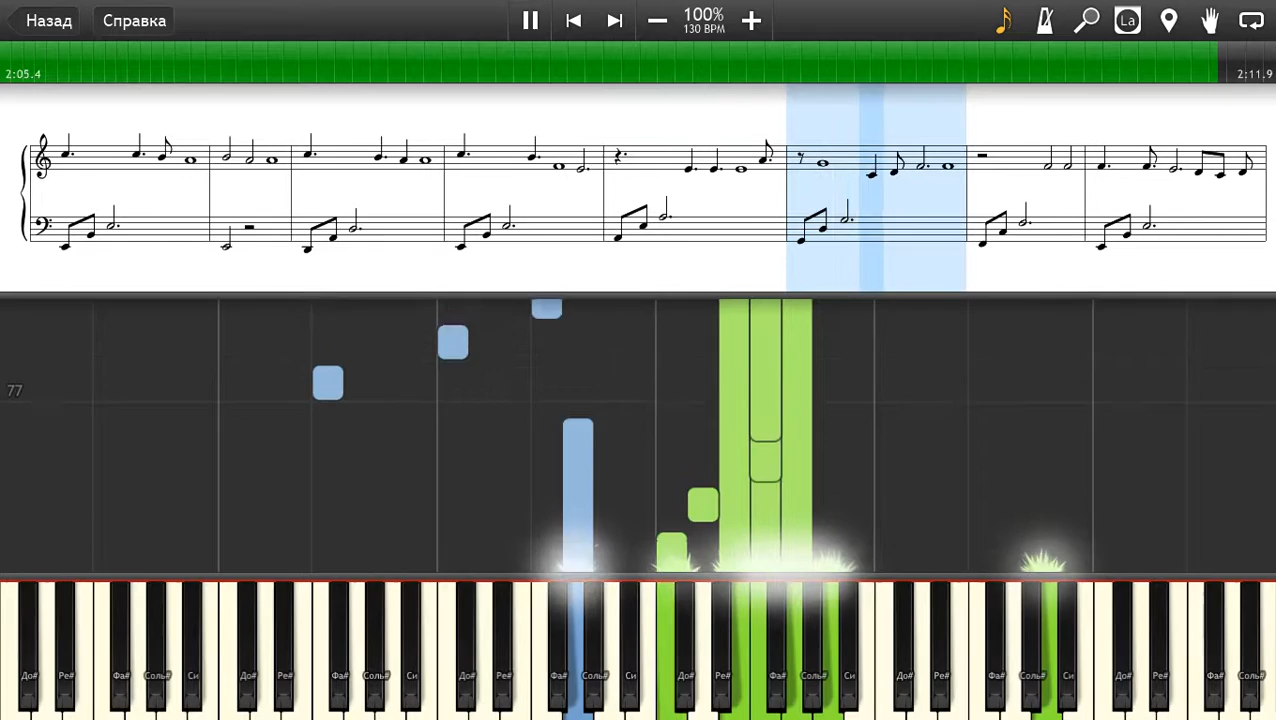 Назад Справка 100% La
130 BPM
2:05.4 2:11.9
77
До# Ре# Фа# Соль# Си До# Ре# Фа# Соль# Си До# Ре# Фа# Соль# Си До# Ре# Фа# Соль# Си До# Ре# Фа# Соль# Си До# Ре# Фа# Соль#